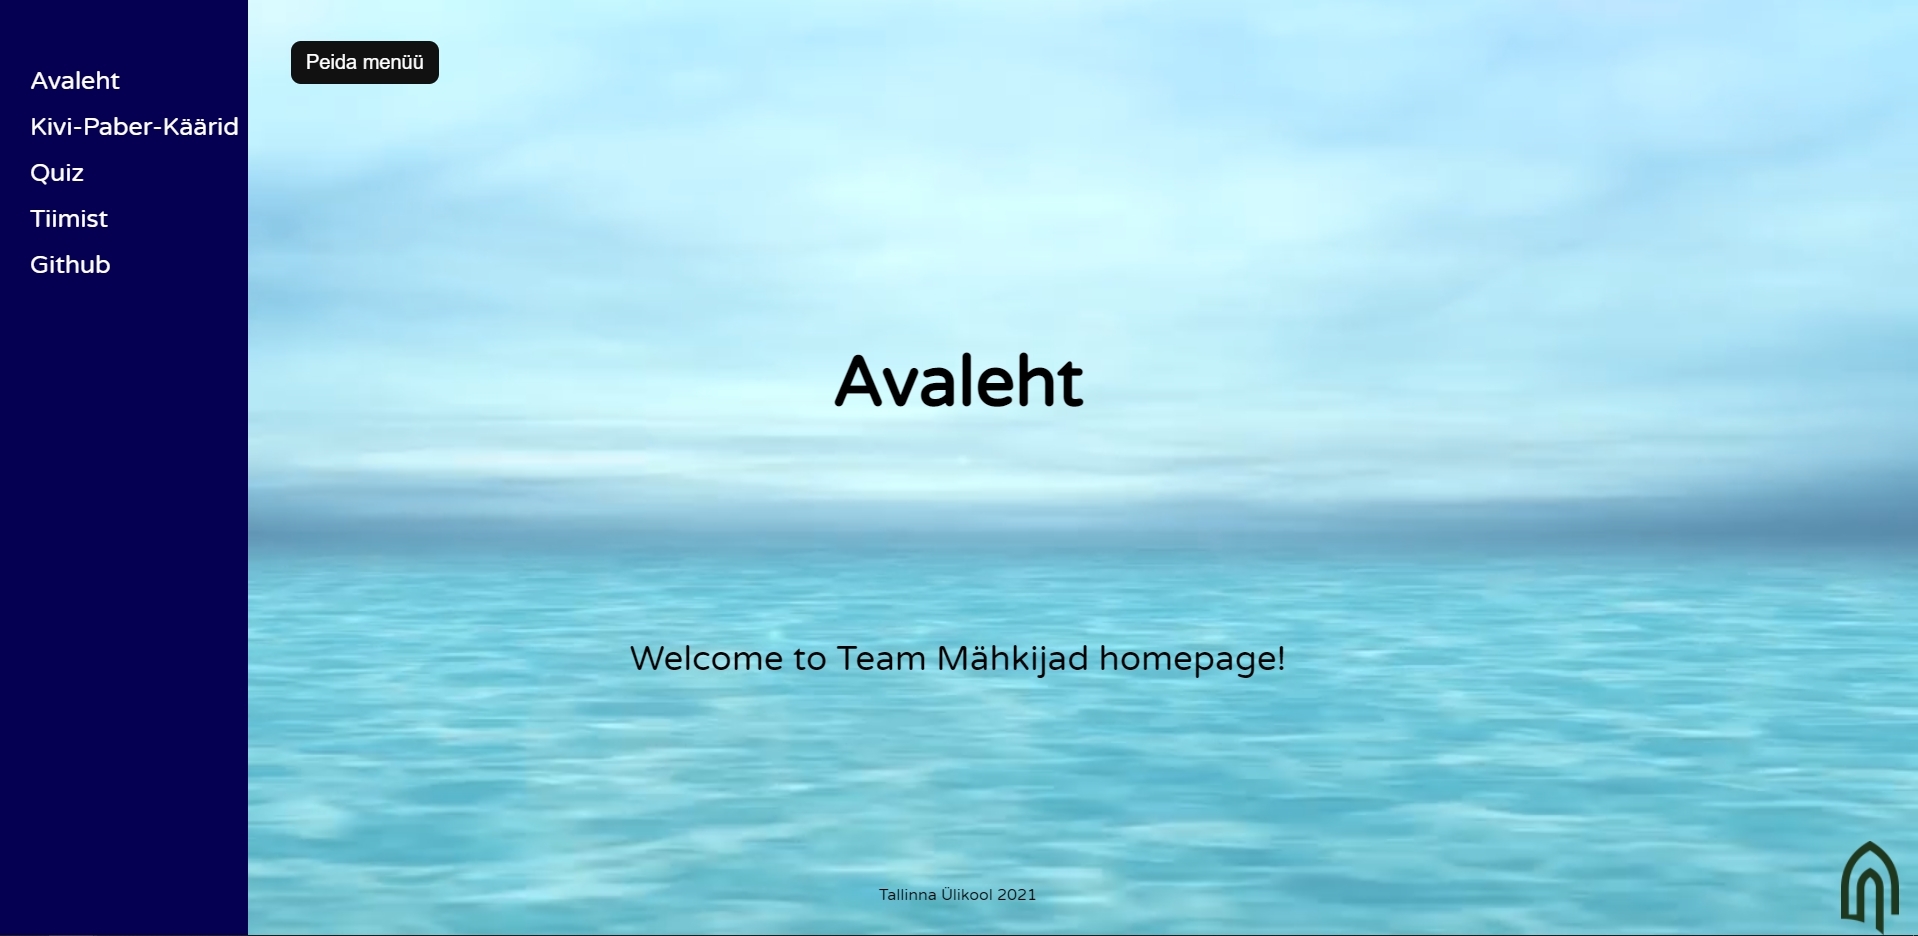 Avaleht
Kivi-Paber-Käärid
Quiz
Tiimist
Github
Peida menüü
Avaleht
Welcome to Team Mähkijad homepage!
Tallinna Ülikool 2021